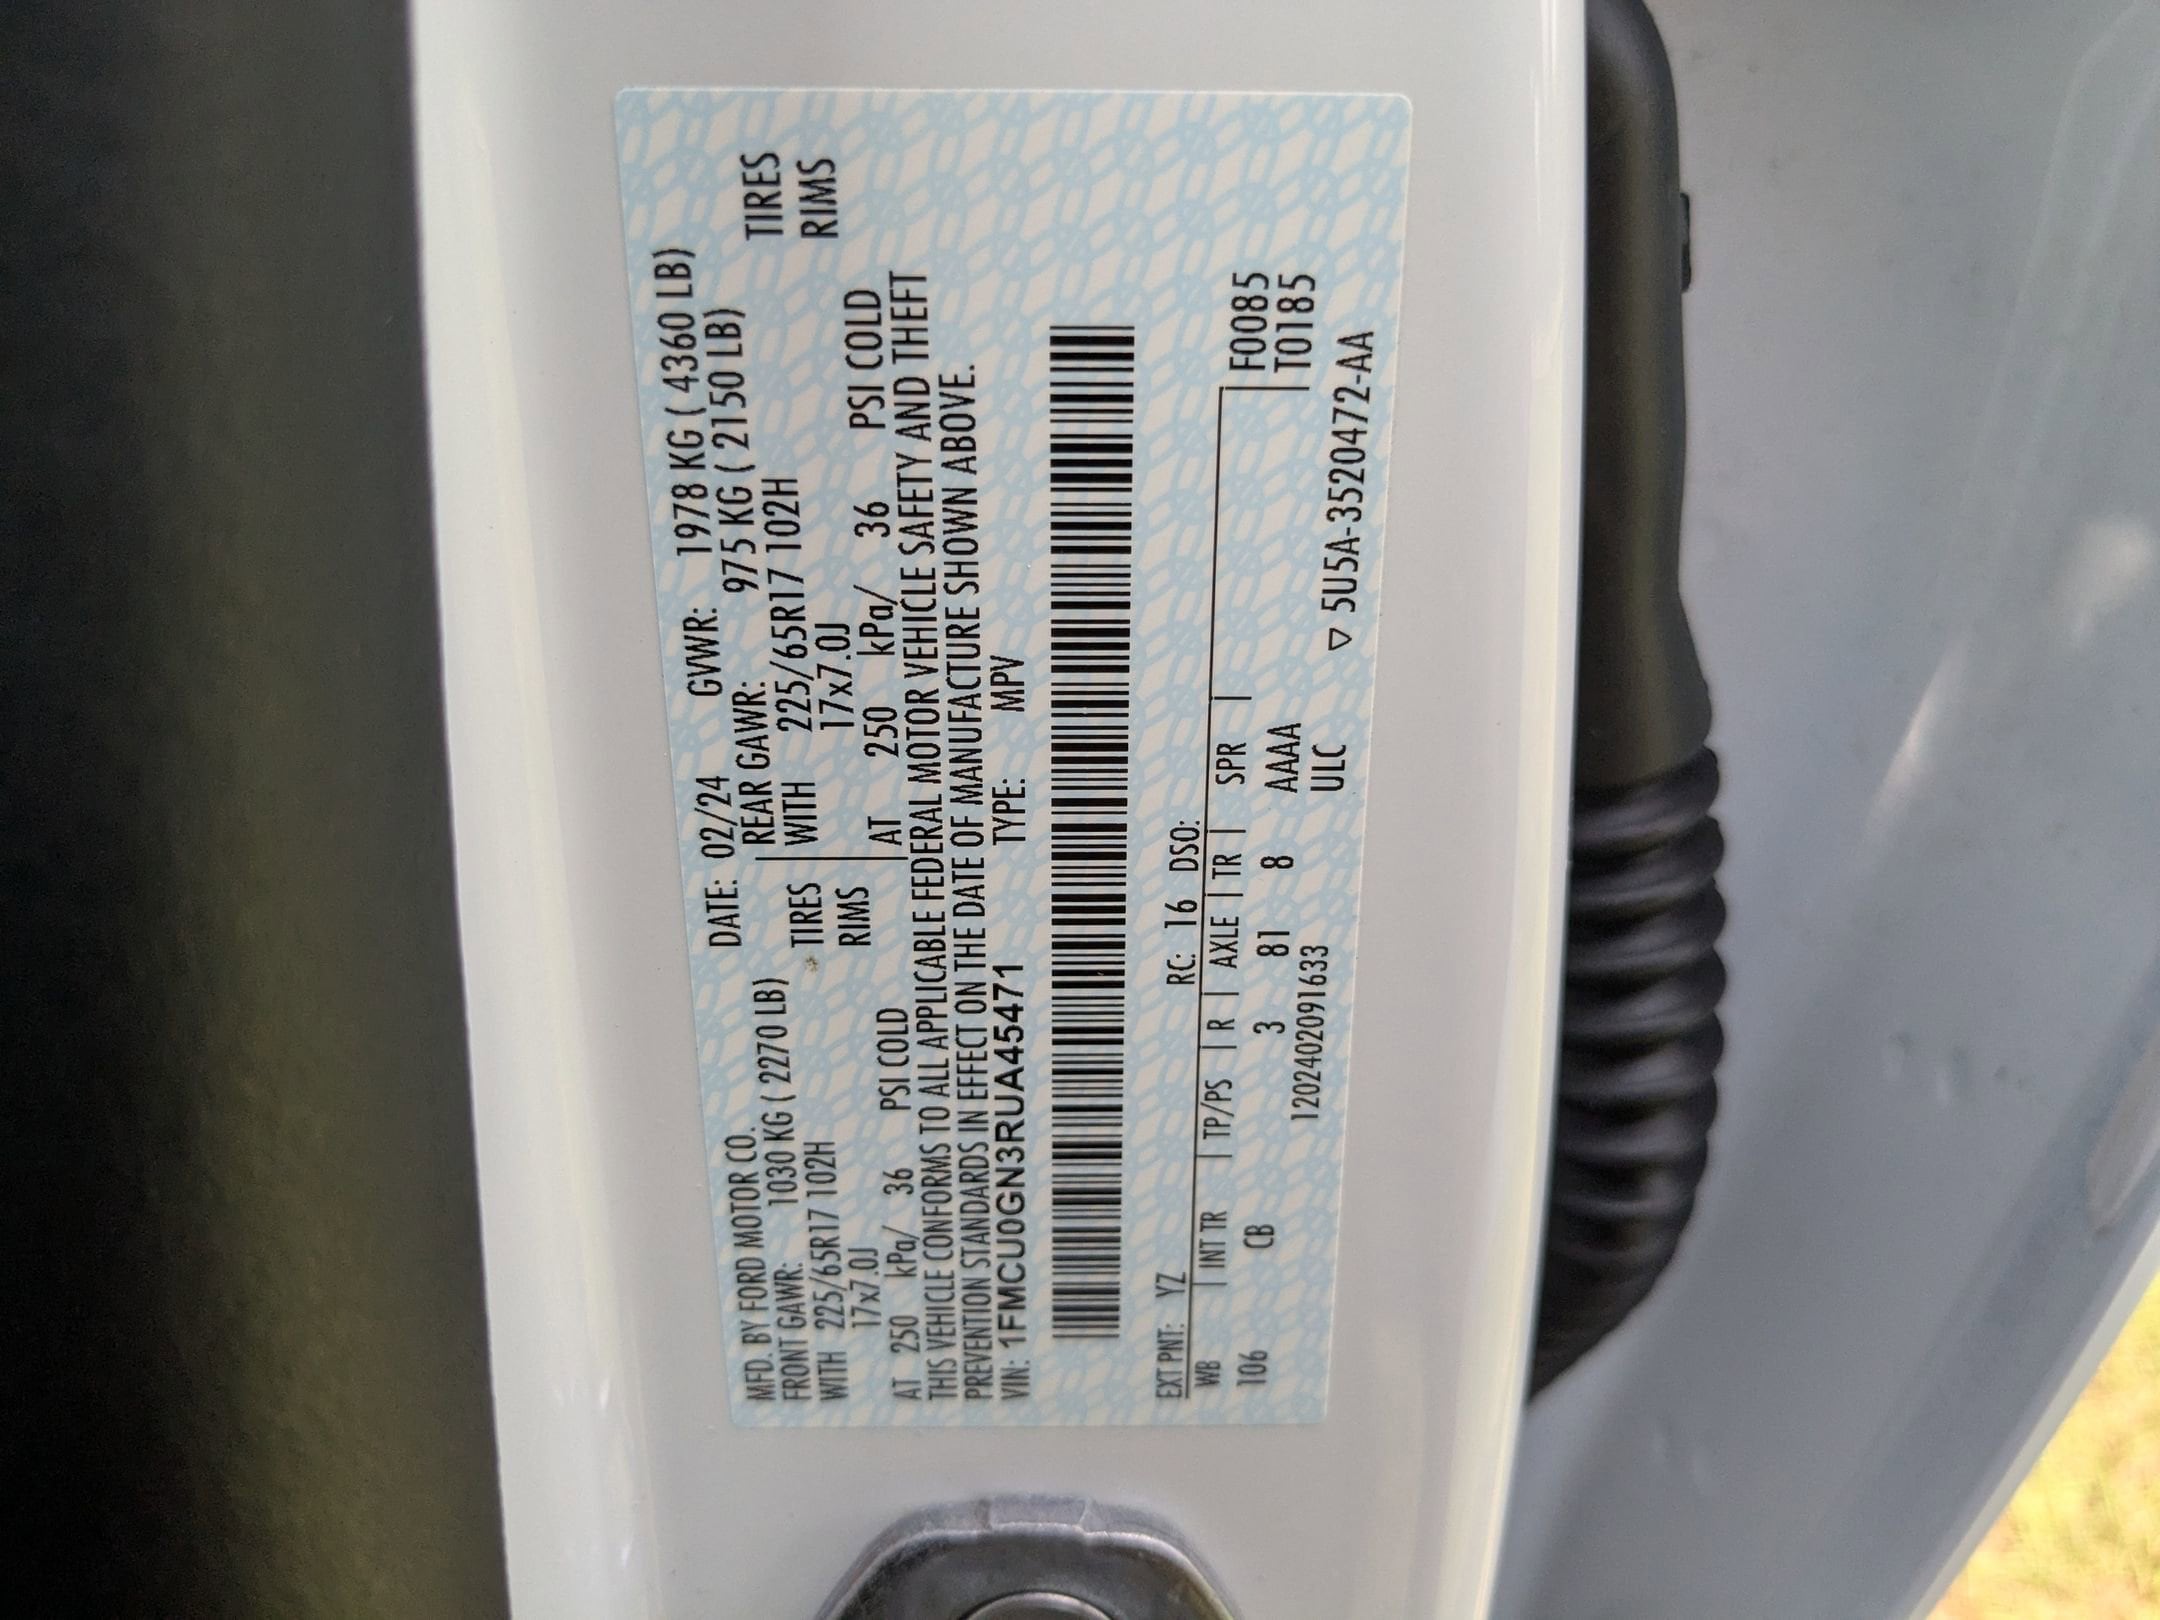 MFD. BY FORD MOTOR CO. DATE: 02/24 GVWR: 1978 KG ( 4360 LB)
FRONT GAWR: 1030 KG ( 2270 LB) REAR GAWR: 975 KG ( 2150 LB)
WITH 225/65R17 102H TIRES WITH 225/65R17 102H TIRES
17x7.0J RIMS 17x7.0J RIMS
AT 250 kPa/ 36 PSI COLD AT 250 kPa/ 36 PSI COLD
THIS VEHICLE CONFORMS TO ALL APPLICABLE FEDERAL MOTOR VEHICLE SAFETY AND THEFT
PREVENTION STANDARDS IN EFFECT ON THE DATE OF MANUFACTURE SHOWN ABOVE.
VIN: 1FMCU0GN3RUA45471 TYPE: MPV
EXT PNT: YZ RC: 16 DSO:
WB | INT TR | TP/PS | R | AXLE | TR | SPR | F0085
106 CB 3 81 8 AAAA T0185
1202402091633 ULC
▽ 5U5A-3520472-AA